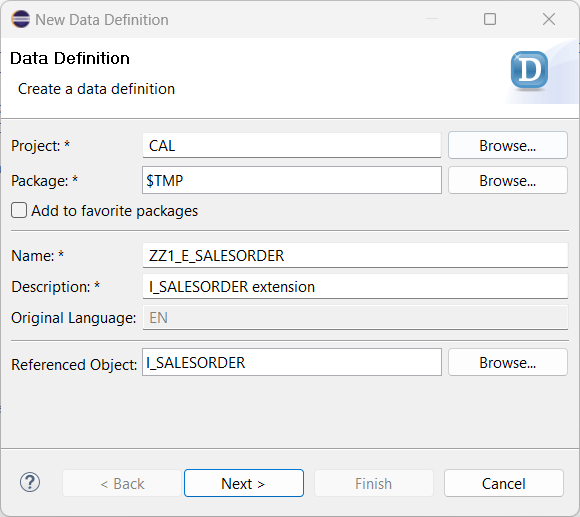 New Data Definition
Data Definition
Create a data definition
D
Project: * CAL Browse...
Package: * $TMP Browse...
Add to favorite packages
Name: * ZZ1_E_SALESORDER
Description: * I_SALESORDER extension
Original Language: EN
Referenced Object: I_SALESORDER Browse...
? < Back Next > Finish Cancel